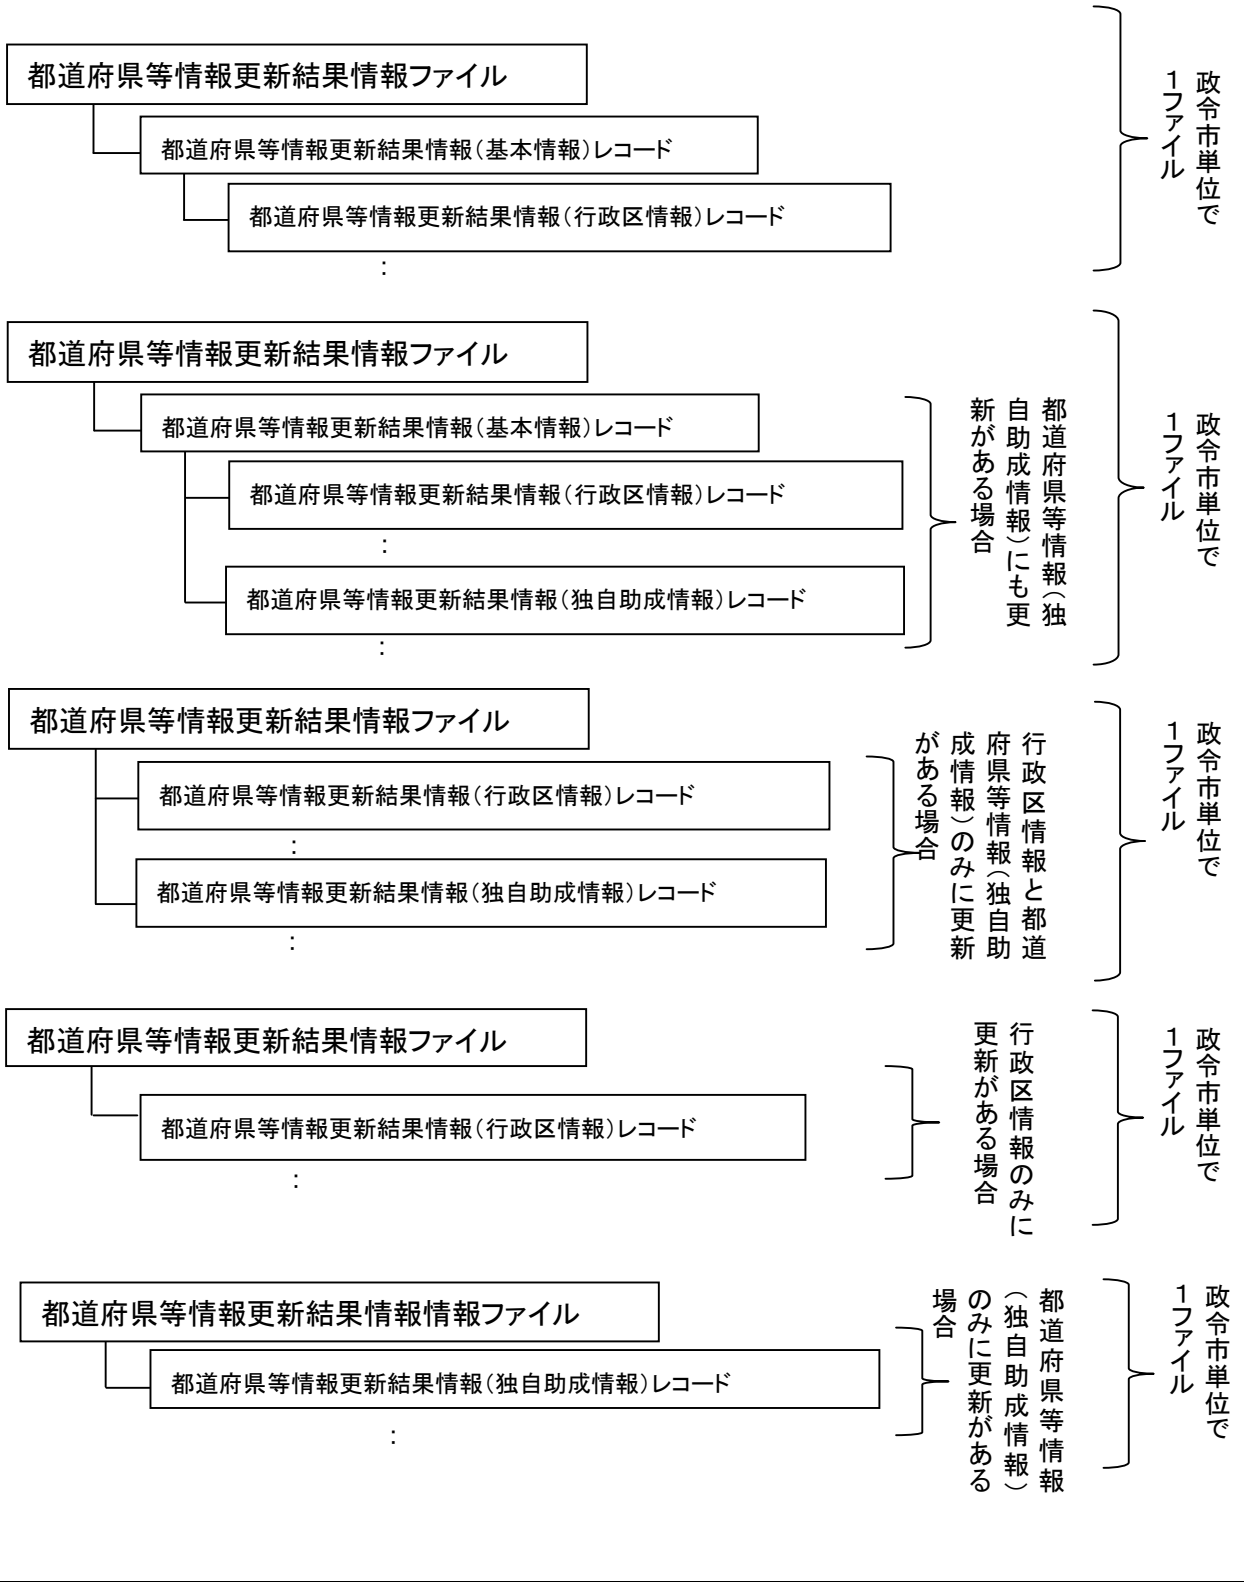 都道府県等情報更新結果情報ファイル
都道府県等情報更新結果情報（基本情報）レコード
都道府県等情報更新結果情報（行政区情報）レコード
：
政令市単位で
１ファイル
都道府県等情報更新結果情報ファイル
都道府県等情報更新結果情報（基本情報）レコード
都道府県等情報更新結果情報（行政区情報）レコード
：
都道府県等情報更新結果情報（独自助成情報）レコード
：
都道府県等情報（独
自助成情報）にも更
新がある場合
政令市単位で
１ファイル
都道府県等情報更新結果情報ファイル
都道府県等情報更新結果情報（行政区情報）レコード
：
都道府県等情報更新結果情報（独自助成情報）レコード
：
行政区情報と都道
府県等情報（独自助
成情報）のみに更新
がある場合
政令市単位で
１ファイル
都道府県等情報更新結果情報ファイル
都道府県等情報更新結果情報（行政区情報）レコード
：
行政区情報のみに
更新がある場合
政令市単位で
１ファイル
都道府県等情報更新結果情報情報ファイル
都道府県等情報更新結果情報（独自助成情報）レコード
：
都道府県等情報
（独自助成情報）
のみに更新がある
場合
政令市単位で
１ファイル